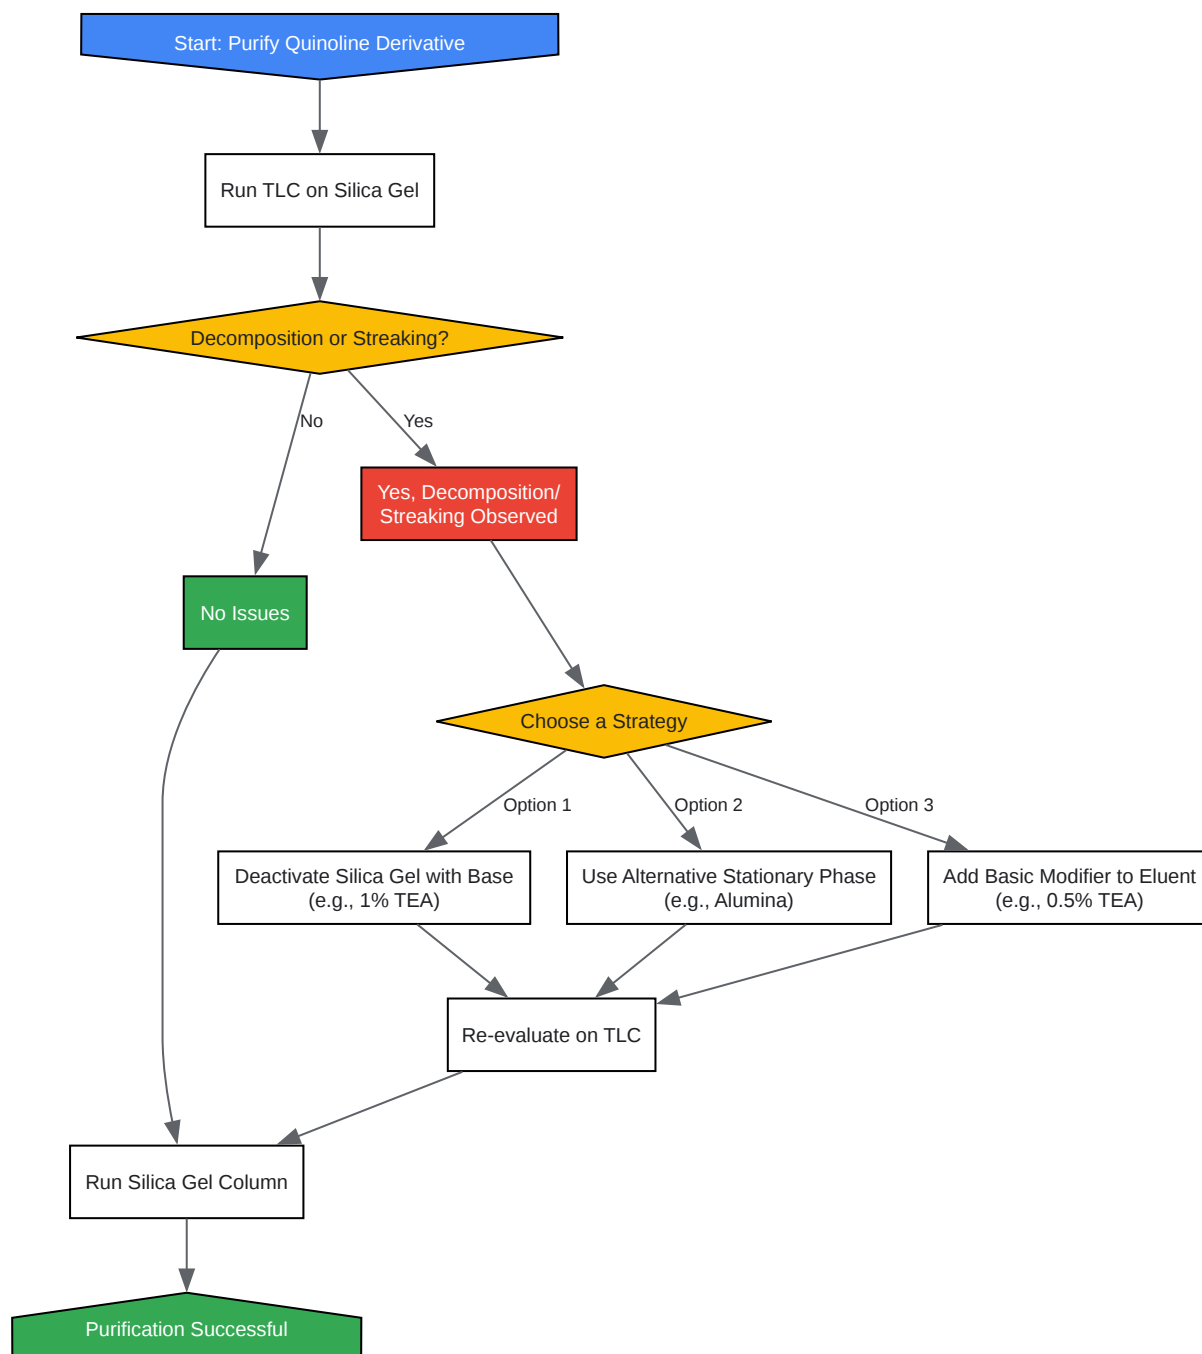 Start: Purify Quinoline Derivative
Run TLC on Silica Gel
Decomposition or Streaking?
No
Yes
Yes, Decomposition/
Streaking Observed
No Issues
Choose a Strategy
Option 1
Option 2
Option 3
Deactivate Silica Gel with Base
(e.g., 1% TEA)
Use Alternative Stationary Phase
(e.g., Alumina)
Add Basic Modifier to Eluent
(e.g., 0.5% TEA)
Re-evaluate on TLC
Run Silica Gel Column
Purification Successful